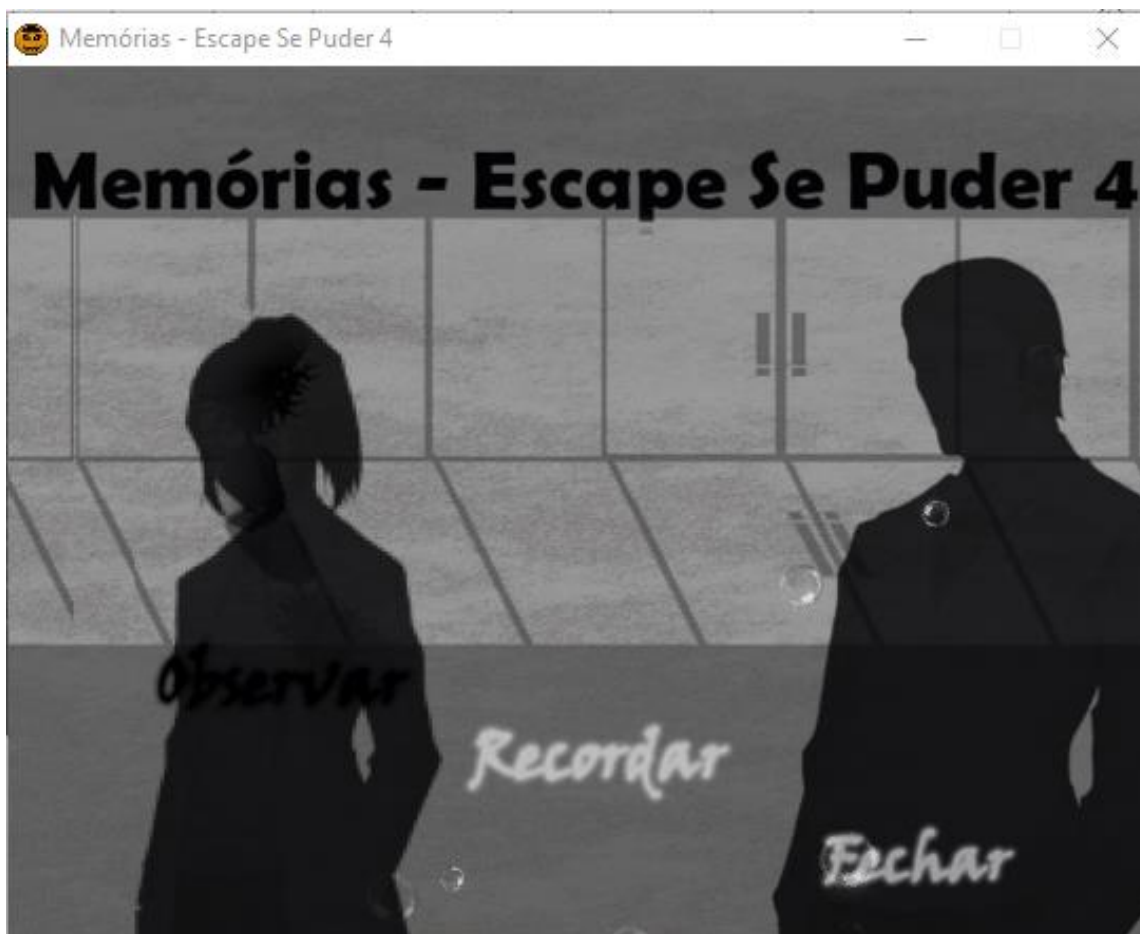 Memórias - Escape Se Puder 4
Memórias - Escape Se Puder 4
Observar
Recordar
Fechar